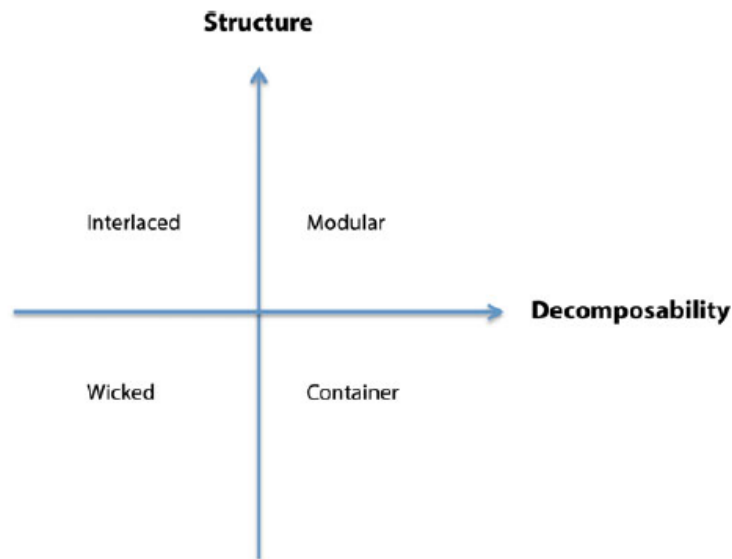 Structure
Interlaced
Modular
Decomposability
Wicked
Container